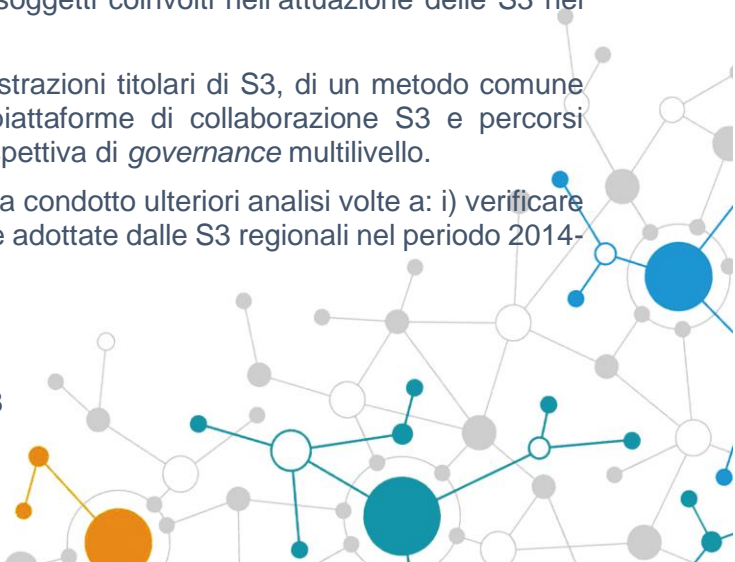 soggetti coinvolti nell'attuazione delle S3 nel
strazioni titolari di S3, di un metodo comune
piattaforme di collaborazione S3 e percorsi
spettiva di governance multilivello.
a condotto ulteriori analisi volte a: i) verificare
e adottate dalle S3 regionali nel periodo 2014-